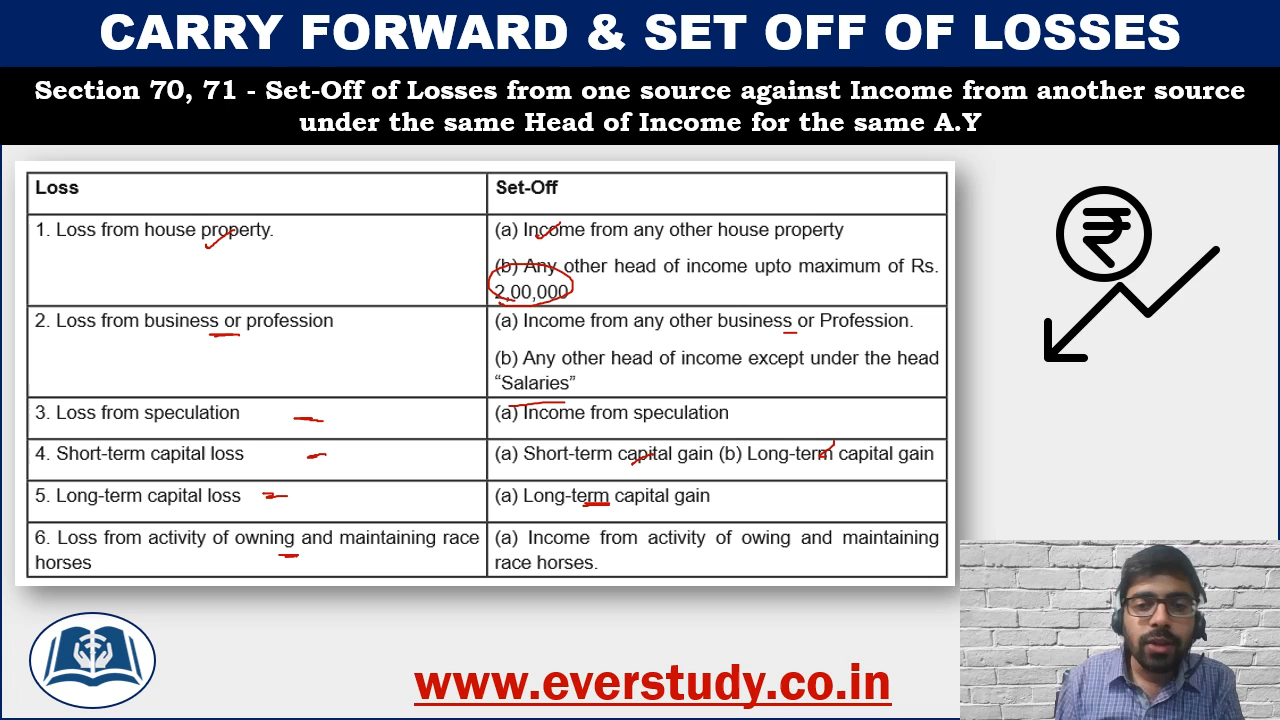 CARRY FORWARD & SET OFF OF LOSSES
Section 70, 71 - Set-Off of Losses from one source against Income from another source
under the same Head of Income for the same A.Y
Loss
Set-Off
1. Loss from house property.
(a) Income from any other house property
(b) Any other head of income upto maximum of Rs.
2,00,000
2. Loss from business or profession
(a) Income from any other business or Profession.
(b) Any other head of income except under the head
“Salaries”
3. Loss from speculation
(a) Income from speculation
4. Short-term capital loss
(a) Short-term capital gain (b) Long-term capital gain
5. Long-term capital loss
(a) Long-term capital gain
6. Loss from activity of owning and maintaining race
horses
(a) Income from activity of owing and maintaining
race horses.
www.everstudy.co.in